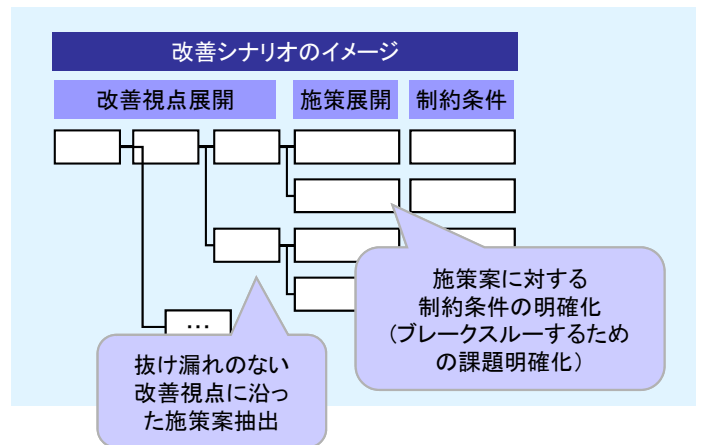 改善シナリオのイメージ
改善視点展開
施策展開
制約条件
…
施策案に対する
制約条件の明確化
（ブレークスルーするため
の課題明確化）
抜け漏れのない
改善視点に沿っ
た施策案抽出